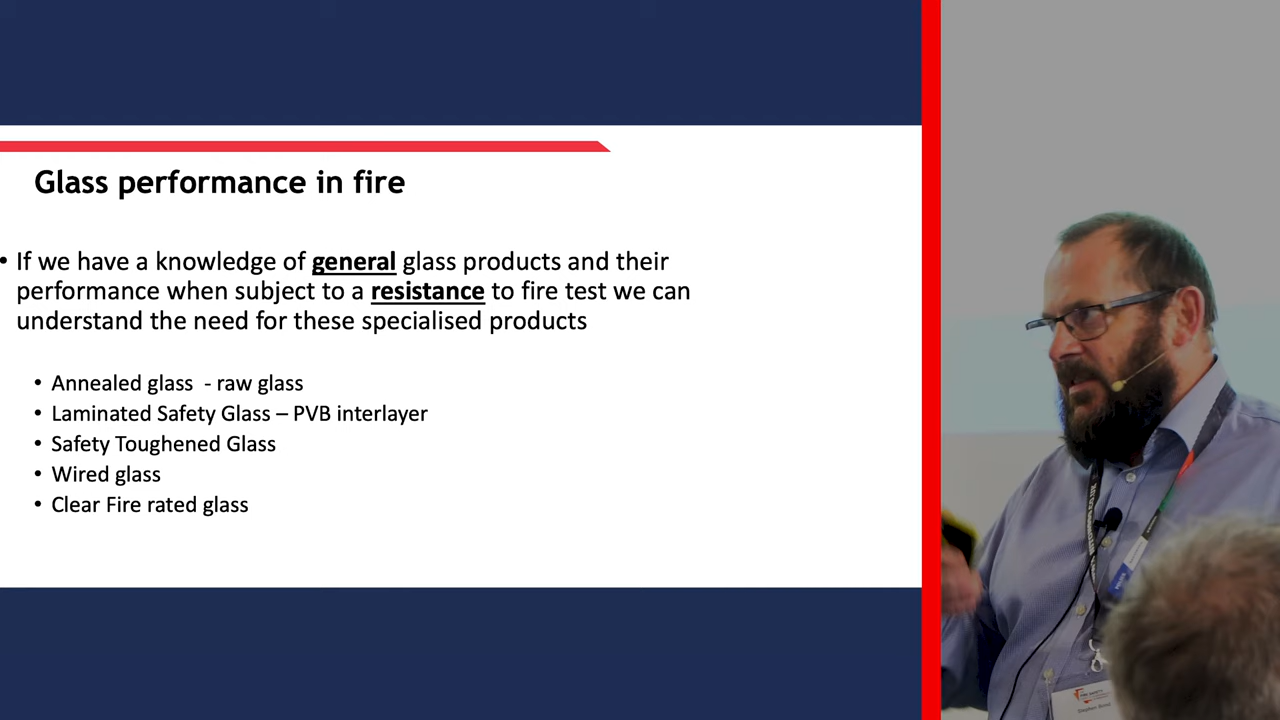 Glass performance in fire
• If we have a knowledge of general glass products and their
performance when subject to a resistance to fire test we can
understand the need for these specialised products
• Annealed glass - raw glass
• Laminated Safety Glass – PVB interlayer
• Safety Toughened Glass
• Wired glass
• Clear Fire rated glass